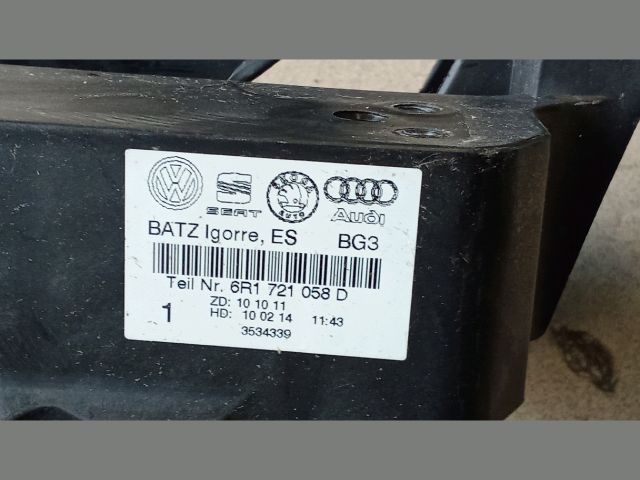 SEAT ŠKODA AUTO Audi
BATZ Igorre, ES BG3
Teil Nr. 6R1 721 058 D
ZD: 10 10 11
1 HD: 10 02 14 11:43
3534339